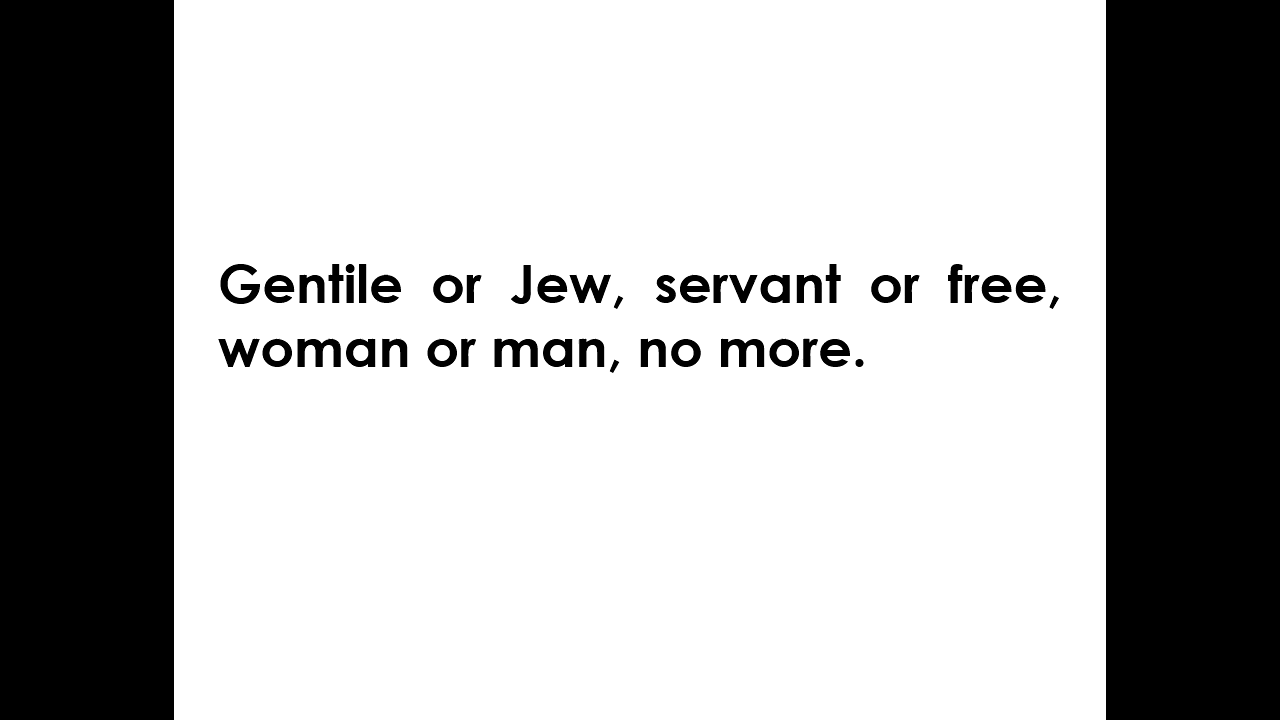 Gentile or Jew, servant or free,
woman or man, no more.